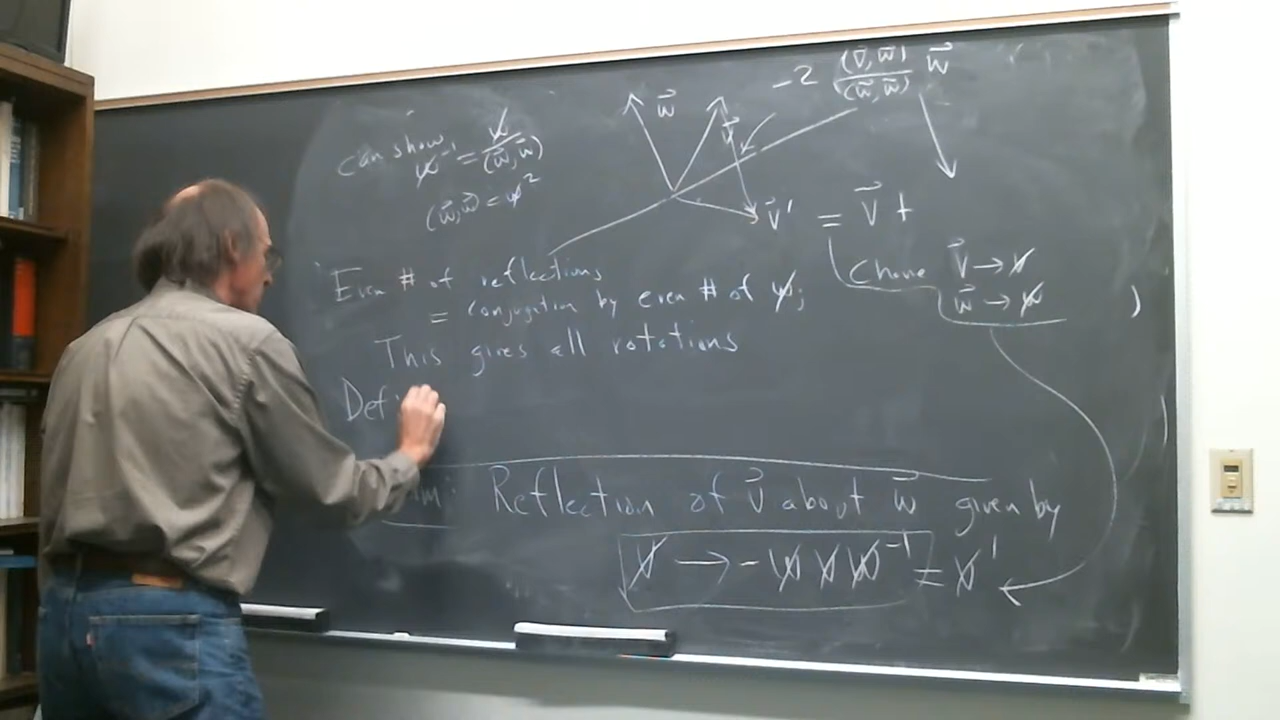 can show w̸⁻¹ = w̸ / (w⃗, w⃗)
(w⃗, w⃗) = w̸²
w⃗
v⃗
v⃗' = v⃗ +
-2 (v⃗, w⃗) / (w⃗, w⃗) w⃗
v⃗ → v̸
w⃗ → w̸
Even # of reflections
= conjugation by even # of w̸;
This gives all rotations
Def
Reflection of v⃗ about w⃗ given by
v̸ → - w̸ v̸ w̸⁻¹ = v̸'